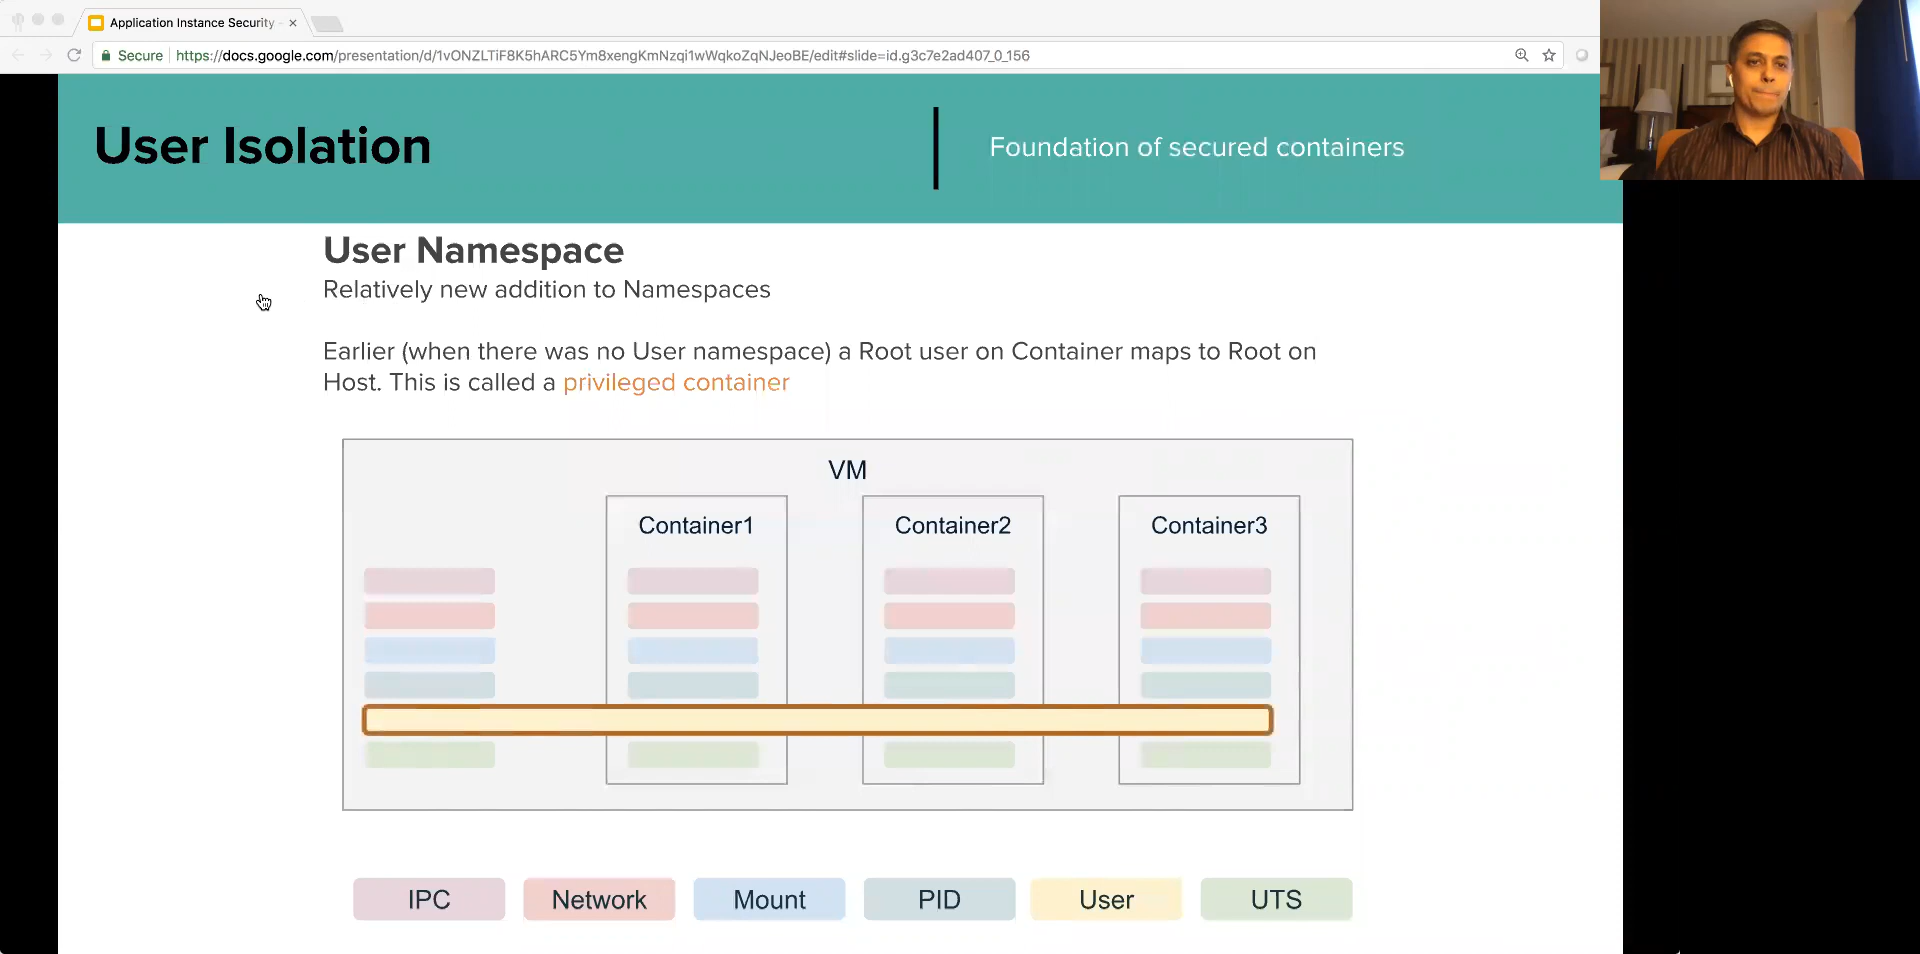 Application Instance Security -
Secure
https://docs.google.com/presentation/d/1vONZLTiF8K5hARC5Ym8xengKmNzqi1wWqkoZqNJeoBE/edit#slide=id.g3c7e2ad407_0_156
User Isolation
Foundation of secured containers
User Namespace
Relatively new addition to Namespaces
Earlier (when there was no User namespace) a Root user on Container maps to Root on
Host. This is called a privileged container
VM
Container1
Container2
Container3
IPC
Network
Mount
PID
User
UTS